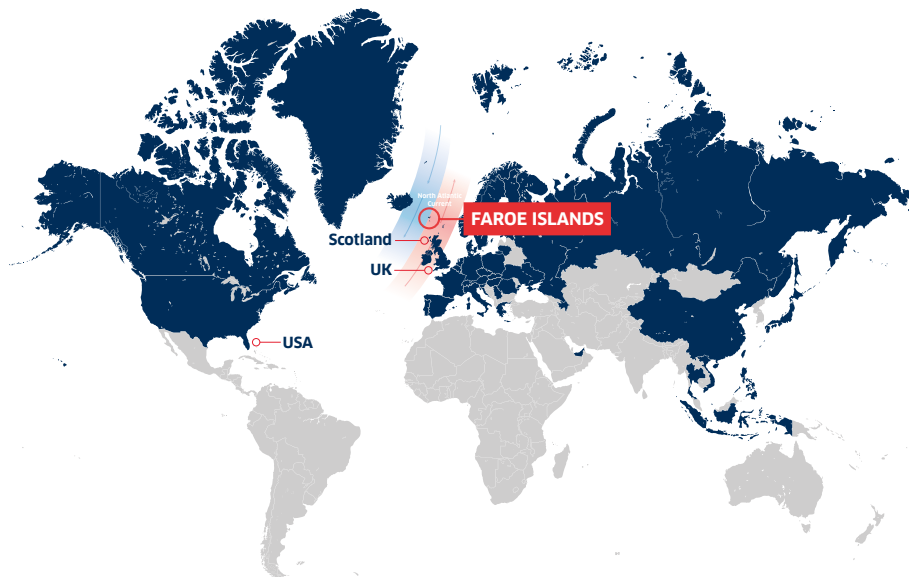 North Atlantic
Current
FAROE ISLANDS
Scotland
UK
USA